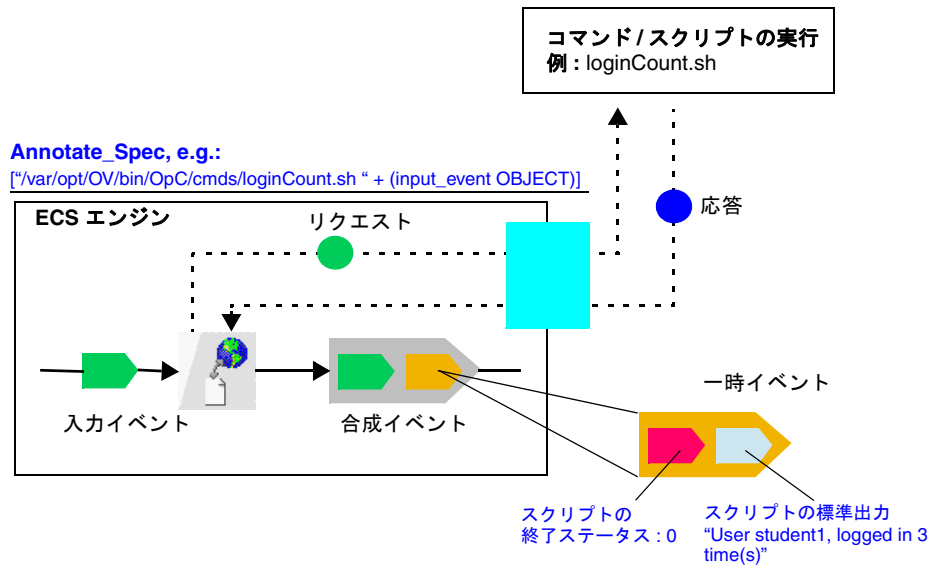 コマンド / スクリプトの実行
例 : loginCount.sh
Annotate_Spec, e.g.:
[“/var/opt/OV/bin/OpC/cmds/loginCount.sh “ + (input_event OBJECT)]
ECS エンジン
リクエスト
応答
入力イベント
合成イベント
一時イベント
スクリプトの
終了ステータス : 0
スクリプトの標準出力
“User student1, logged in 3
time(s)”